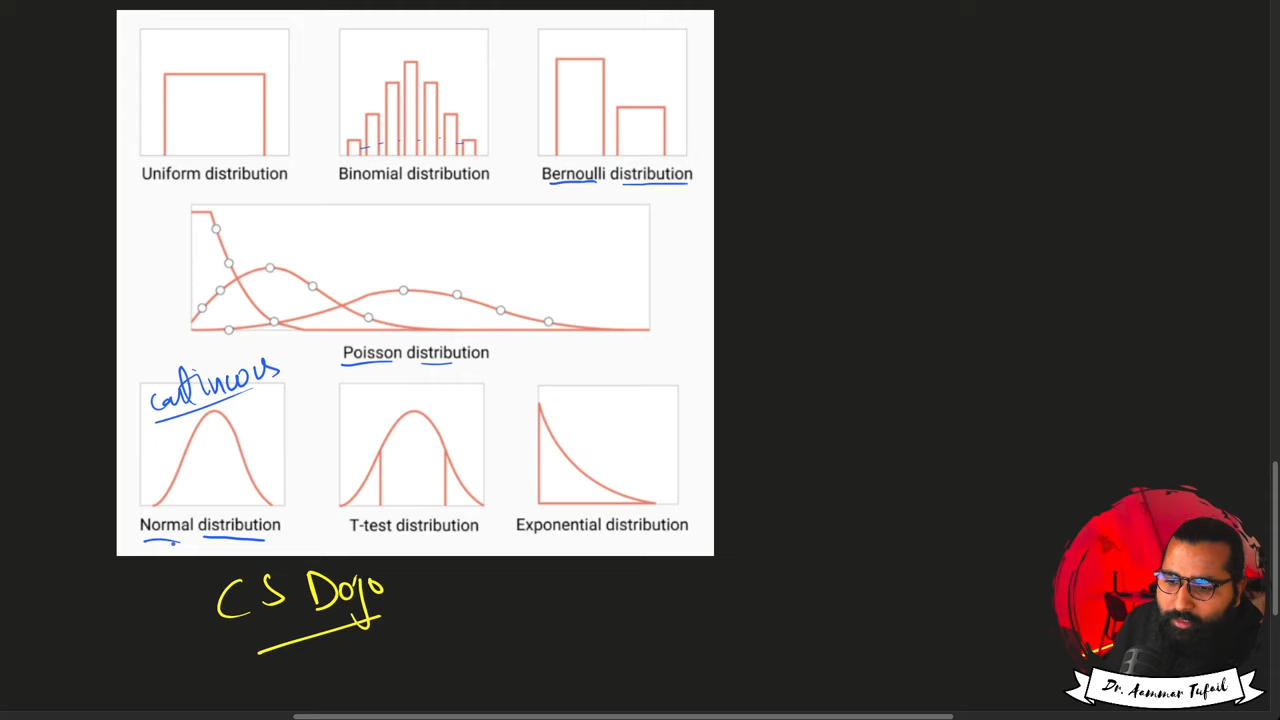 Uniform distribution
Binomial distribution
Bernoulli distribution
Poisson distribution
continuous
Normal distribution
T-test distribution
Exponential distribution
CS Dojo
Dr. Aammar Tufail